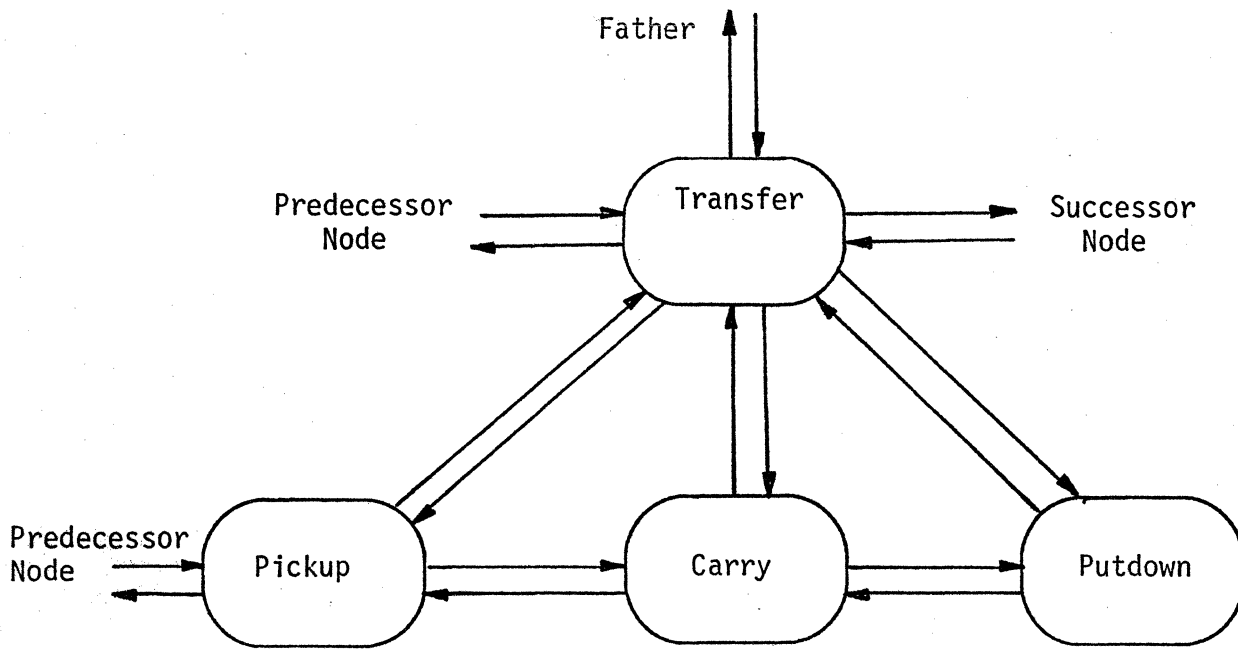 Father
Transfer
Predecessor
Node
Successor
Node
Predecessor
Node
Pickup
Carry
Putdown